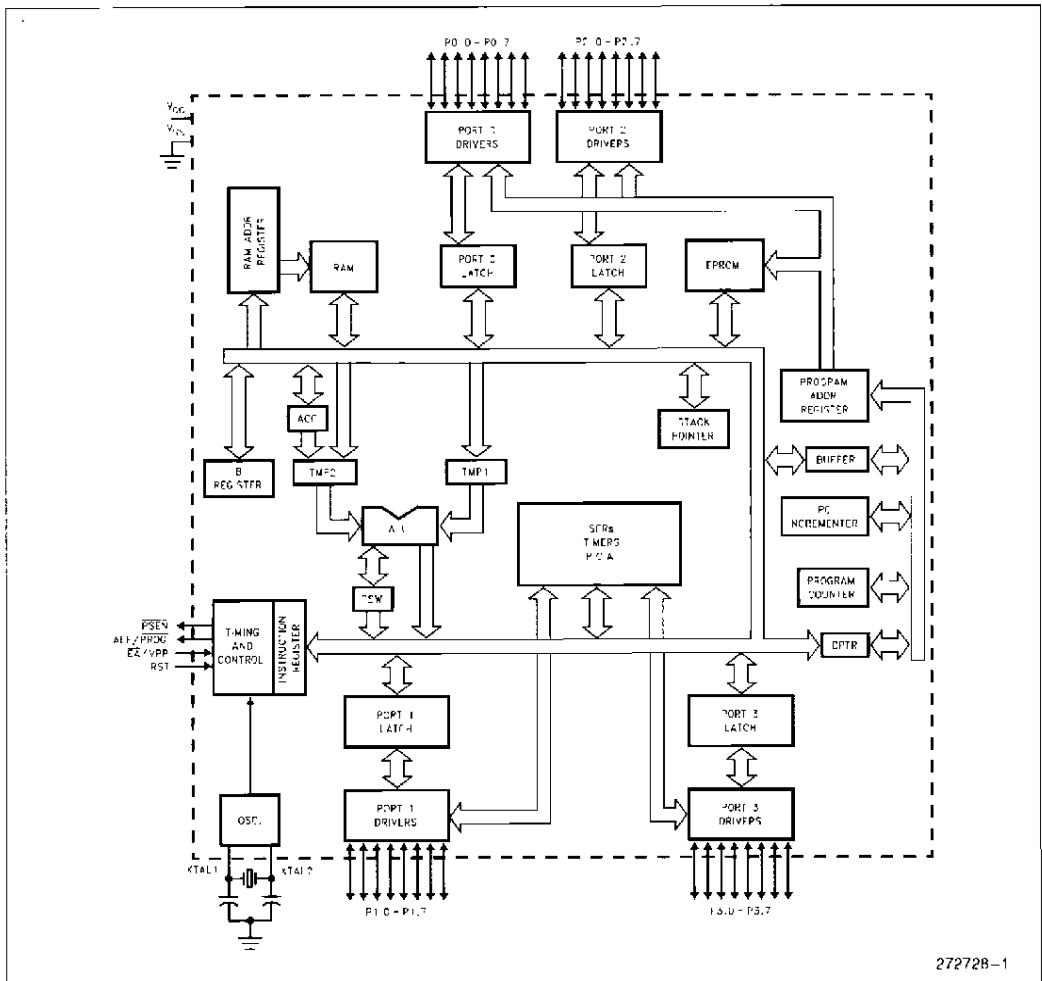 P0.0-P0.7
P2.0-P2.7
VCC
VSS
PORT 0
DRIVERS
PORT 2
DRIVERS
RAM ADDR
REGISTER
RAM
PORT 0
LATCH
PORT 2
LATCH
EPROM
PROGRAM
ADDR
REGISTER
ACC
STACK
POINTER
BUFFER
B
REGISTER
TMP2
TMP1
ALU
SFRs
TIMERS
P.C.A.
PC
INCREMENTER
PSW
PROGRAM
COUNTER
PSEN
ALE/PROG
EA/VPP
RST
TIMING
AND
CONTROL
INSTRUCTION
REGISTER
DPTR
PORT 1
LATCH
PORT 3
LATCH
OSC.
PORT 1
DRIVERS
PORT 3
DRIVERS
XTAL1
XTAL2
P1.0-P1.7
P3.0-P3.7
272728-1